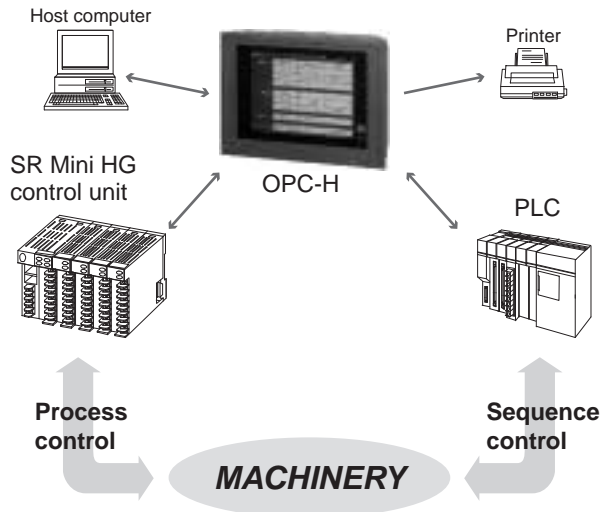 Host computer
Printer
OPC-H
SR Mini HG
control unit
PLC
Process
control
Sequence
control
MACHINERY